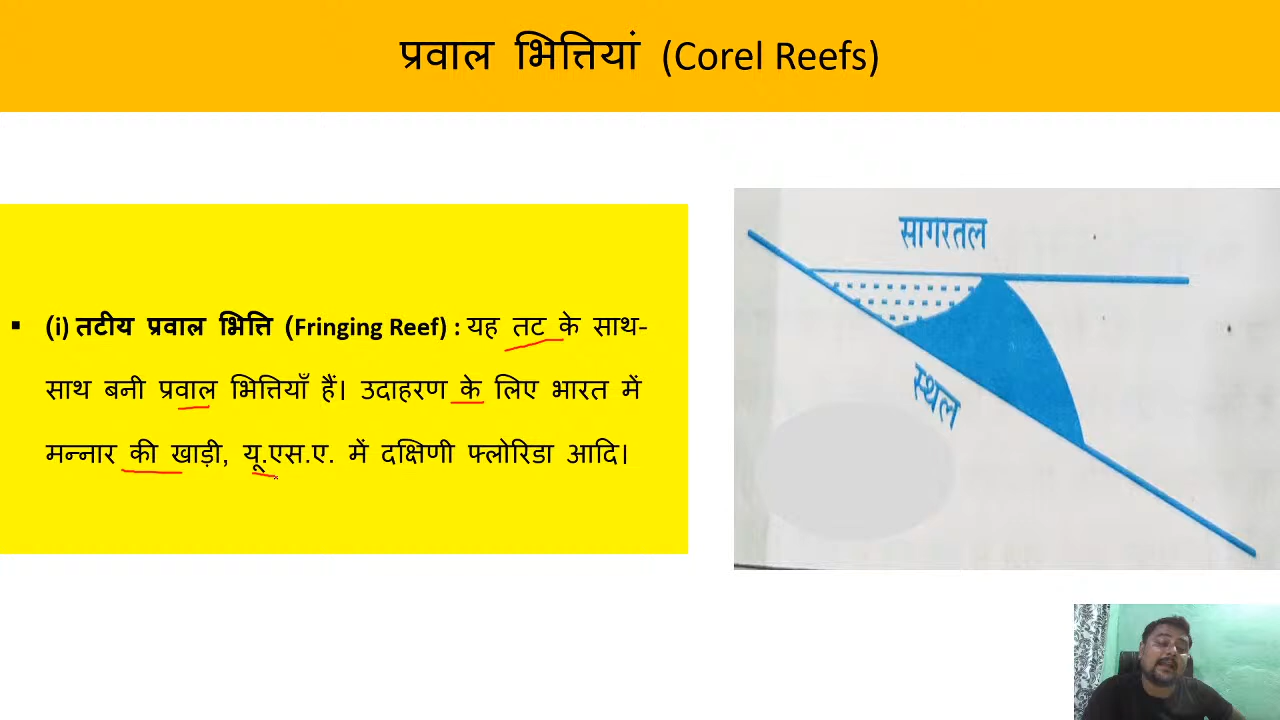 प्रवाल भित्तियां (Corel Reefs)
▪ (i) तटीय प्रवाल भित्ति (Fringing Reef) : यह तट के साथ-
साथ बनी प्रवाल भित्तियाँ हैं। उदाहरण के लिए भारत में
मन्नार की खाड़ी, यू.एस.ए. में दक्षिणी फ्लोरिडा आदि।
सागरतल
स्थल